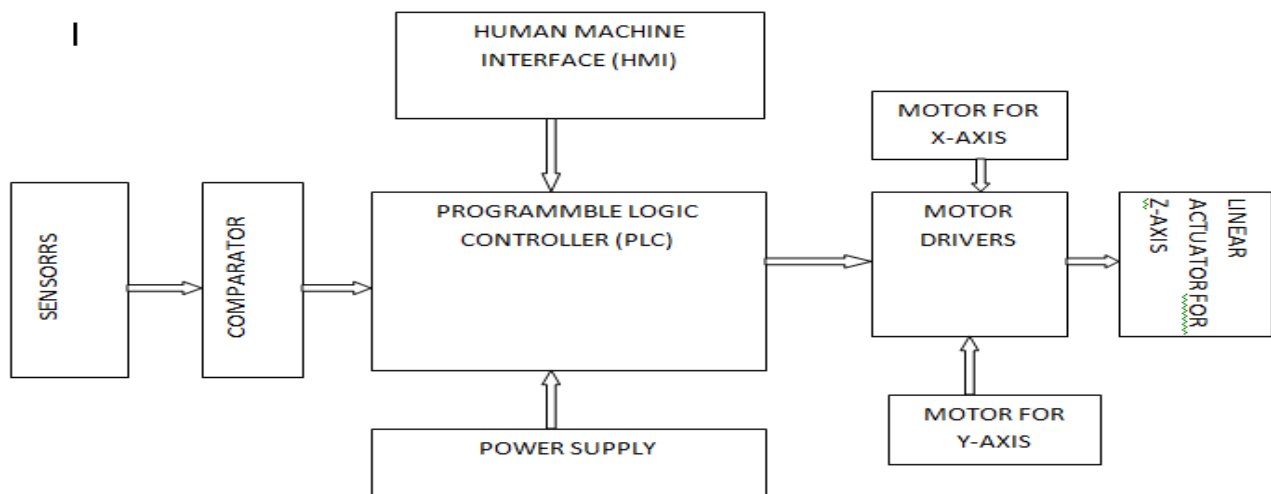 I
HUMAN MACHINE
INTERFACE (HMI)
MOTOR FOR
X-AXIS
SENSORRS
COMPARATOR
PROGRAMMBLE LOGIC
CONTROLLER (PLC)
MOTOR
DRIVERS
LINEAR
ACTUATOR FOR
Z-AXIS
MOTOR FOR
Y-AXIS
POWER SUPPLY